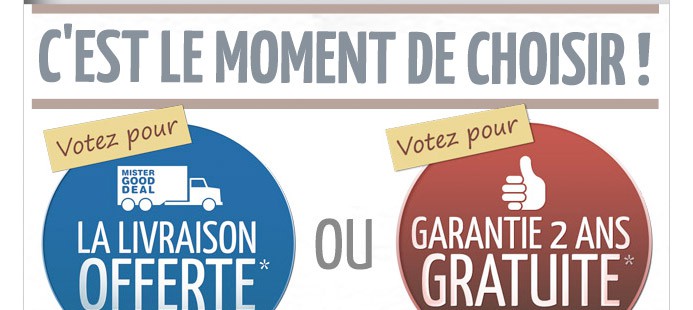 C'EST LE MOMENT DE CHOISIR !
Votez pour
MISTER
GOOD
DEAL
LA LIVRAISON
OFFERTE*
OU
Votez pour
GARANTIE 2 ANS
GRATUITE*